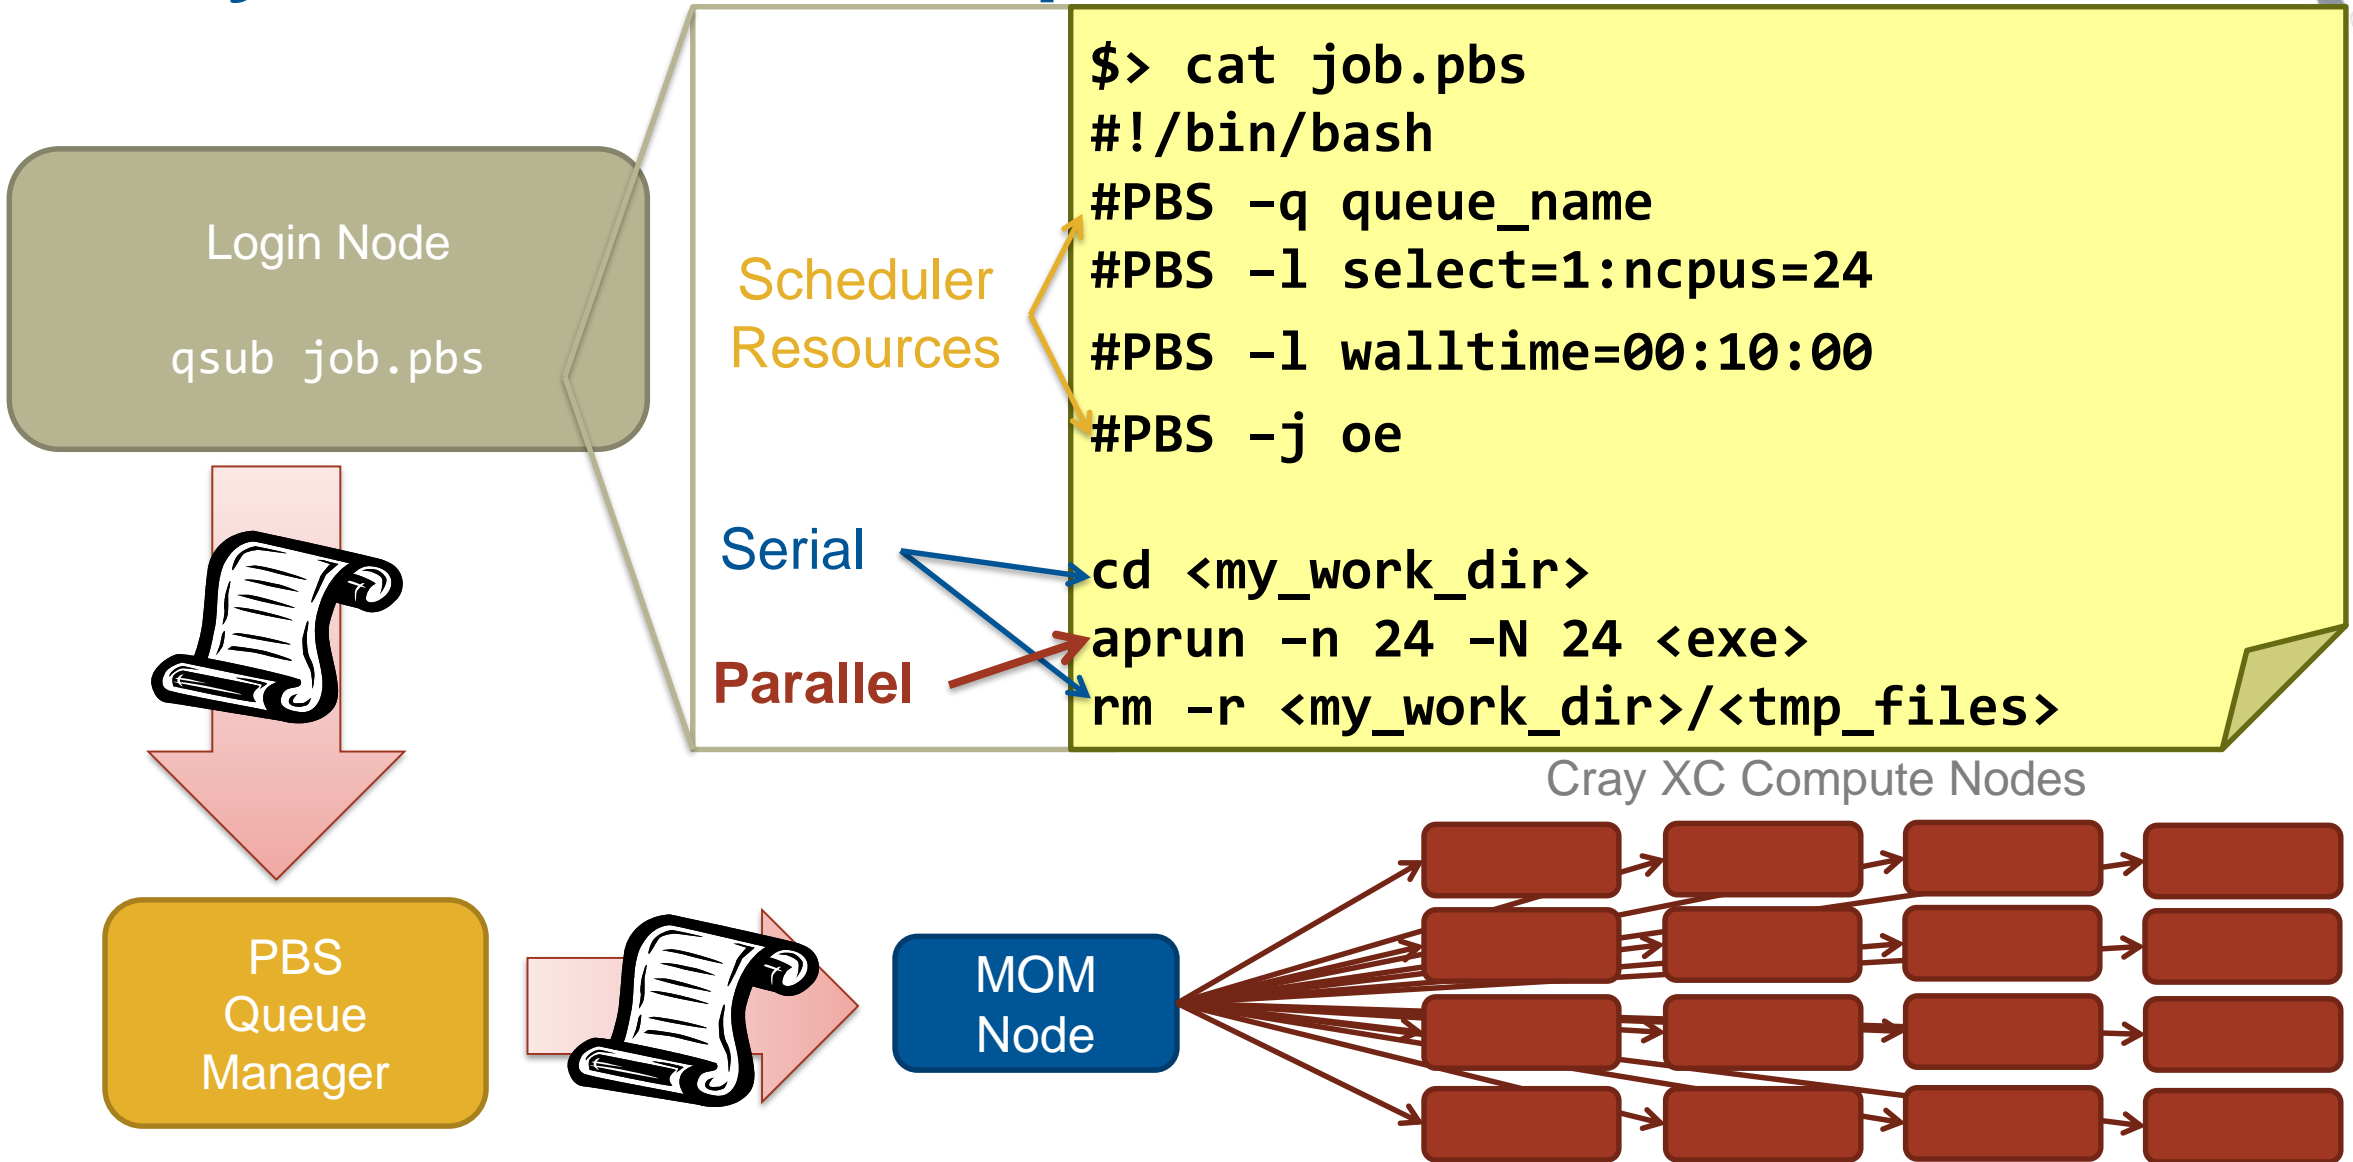 Login Node
qsub job.pbs
Scheduler
Resources
Serial
Parallel
$> cat job.pbs
#!/bin/bash
#PBS –q queue_name
#PBS –l select=1:ncpus=24
#PBS –l walltime=00:10:00
#PBS –j oe
cd <my_work_dir>
aprun –n 24 –N 24 <exe>
rm –r <my_work_dir>/<tmp_files>
Cray XC Compute Nodes
PBS
Queue
Manager
MOM
Node